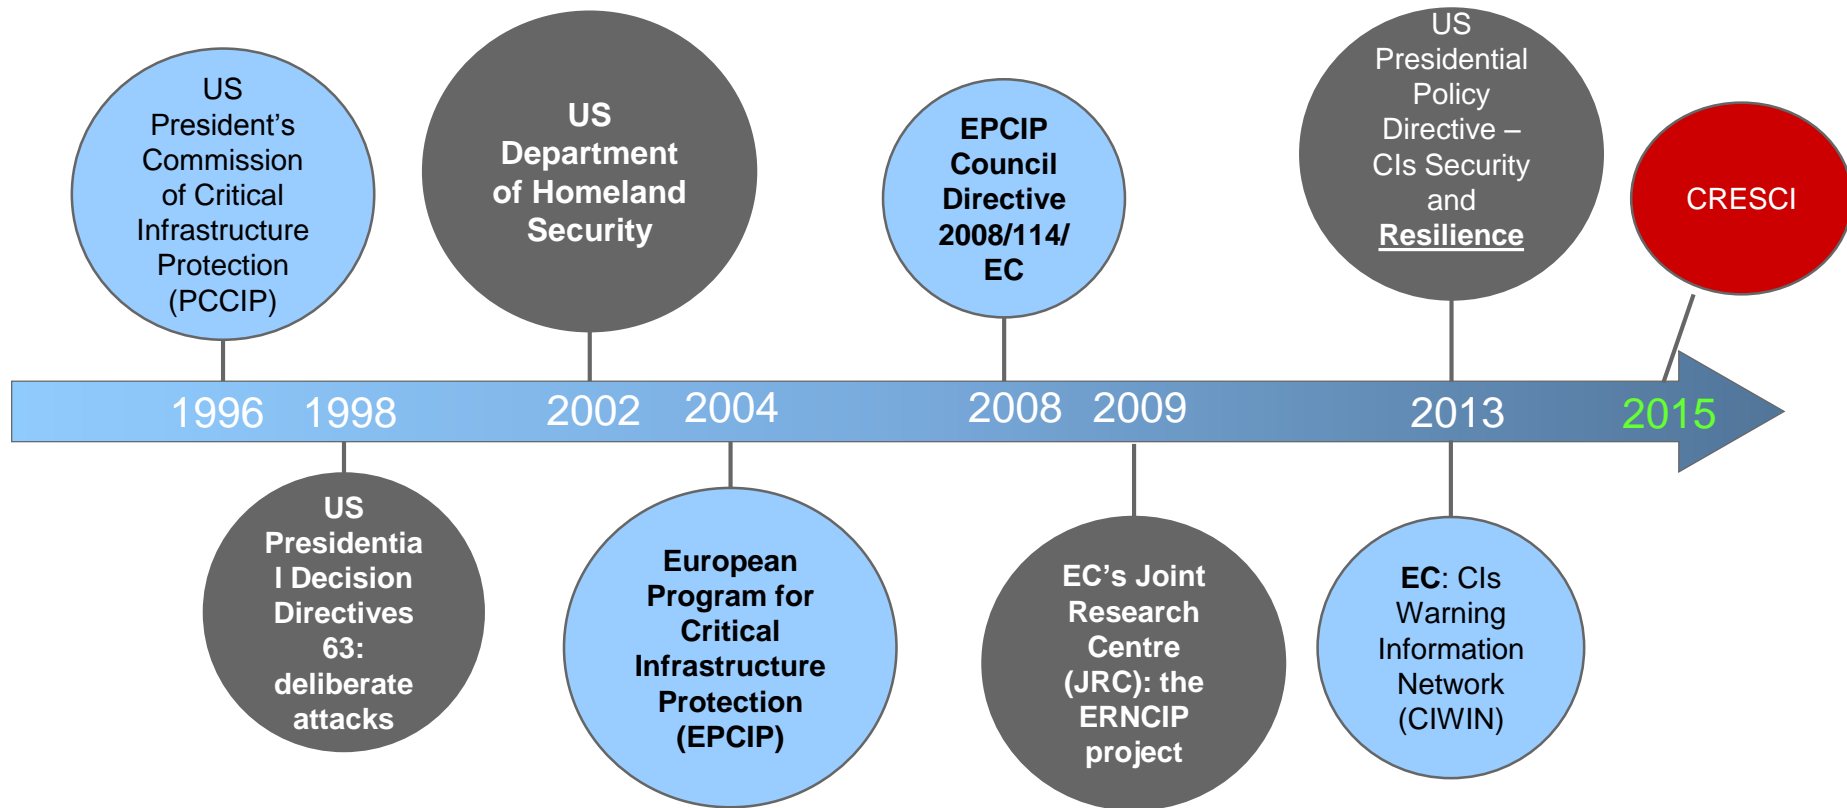 US
President’s
Commission
of Critical
Infrastructure
Protection
(PCCIP)
US
Department
of Homeland
Security
EPCIP
Council
Directive
2008/114/
EC
US
Presidential
Policy
Directive –
CIs Security
and
Resilience
CRESCI
1996 1998 2002 2004 2008 2009 2013 2015
US
Presidentia
l Decision
Directives
63:
deliberate
attacks
European
Program for
Critical
Infrastructure
Protection
(EPCIP)
EC’s Joint
Research
Centre
(JRC): the
ERNCIP
project
EC: CIs
Warning
Information
Network
(CIWIN)